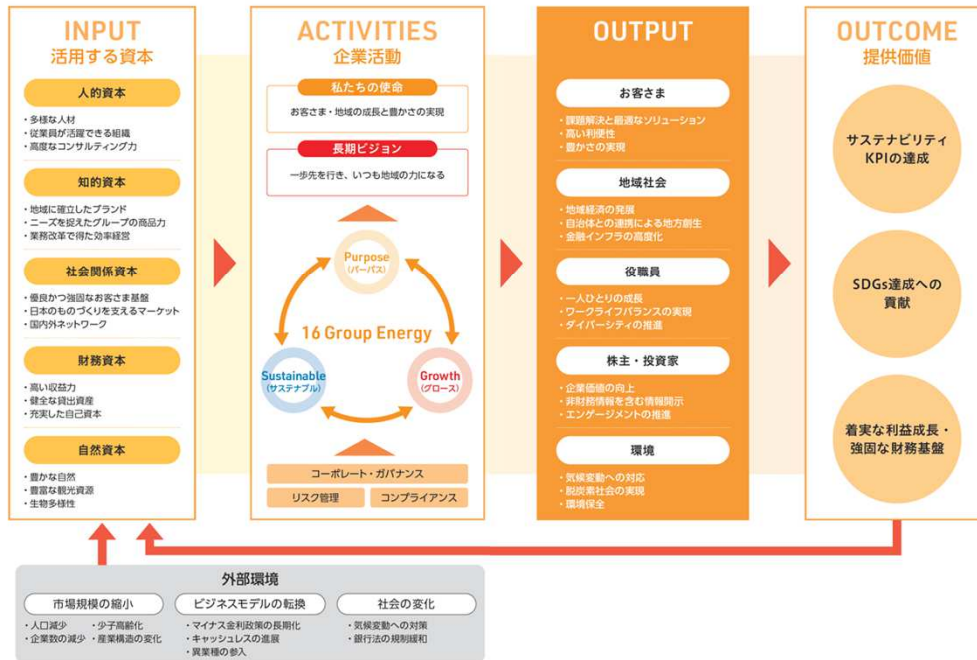 INPUT
活用する資本
人的資本
・多様な人材
・従業員が活躍できる組織
・高度なコンサルティング力
知的資本
・地域に確立したブランド
・ニーズを捉えたグループの商品力
・業務改革で得た効率経営
社会関係資本
・優良かつ強固なお客さま基盤
・日本のものづくりを支えるマーケット
・国内外ネットワーク
財務資本
・高い収益力
・健全な貸出資産
・充実した自己資本
自然資本
・豊かな自然
・豊富な観光資源
・生物多様性
ACTIVITIES
企業活動
私たちの使命
お客さま・地域の成長と豊かさの実現
長期ビジョン
一歩先を行き、いつも地域の力になる
Purpose
(パーパス)
16 Group Energy
Sustainable
(サステナブル)
Growth
(グロース)
コーポレート・ガバナンス
リスク管理
コンプライアンス
OUTPUT
お客さま
・課題解決と最適なソリューション
・高い利便性
・豊かさの実現
地域社会
・地域経済の発展
・自治体との連携による地方創生
・金融インフラの高度化
役職員
・一人ひとりの成長
・ワークライフバランスの実現
・ダイバーシティの推進
株主・投資家
・企業価値の向上
・非財務情報を含む情報開示
・エンゲージメントの推進
環境
・気候変動への対応
・脱炭素社会の実現
・環境保全
OUTCOME
提供価値
サステナビリティ
KPIの達成
SDGs達成への
貢献
着実な利益成長・
強固な財務基盤
外部環境
市場規模の縮小
・人口減少 ・少子高齢化
・企業数の減少 ・産業構造の変化
ビジネスモデルの転換
・マイナス金利政策の長期化
・キャッシュレスの進展
・異業種の参入
社会の変化
・気候変動への対策
・銀行法の規制緩和